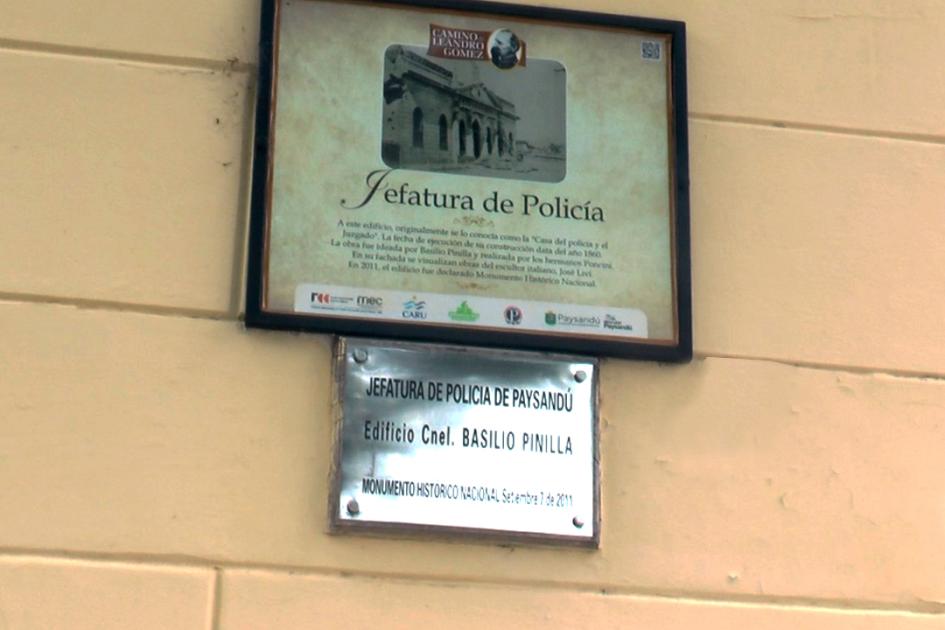 CAMINO DE
LEANDRO
GOMEZ
Jefatura de Policía
A este edificio, originalmente se lo conocía como la "Casa del policía y el
Juzgado". La fecha de ejecución de su construcción data del año 1860.
La obra fue ideada por Basilio Pinilla y realizada por los hermanos Poncini.
En su fachada se visualizan obras del escultor italiano, José Livi.
En 2011, el edificio fue declarado Monumento Histórico Nacional.
mec
CARU
Paysandú
Paysandú
JEFATURA DE POLICIA DE PAYSANDÚ
Edificio Cnel. BASILIO PINILLA
MONUMENTO HISTORICO NACIONAL Setiembre 7 de 2011